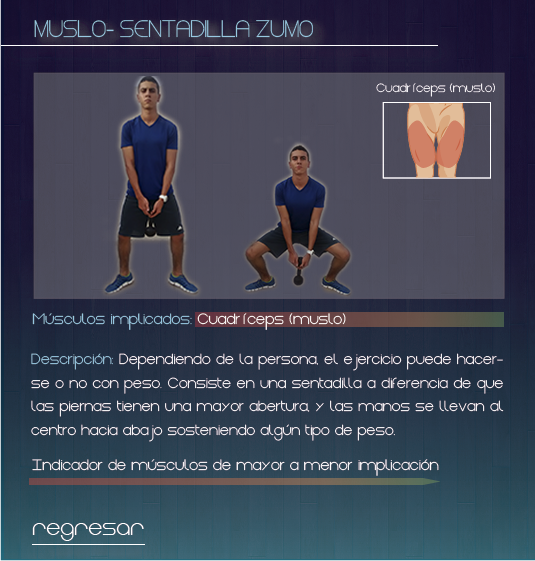 MUSLO- SENTADILLA ZUMO
Cuadríceps (muslo)
Músculos implicados: Cuadríceps (muslo)
Descripción: Dependiendo de la persona, el ejercicio puede hacer-
se o no con peso. Consiste en una sentadilla a diferencia de que
las piernas tienen una mayor abertura, y las manos se llevan al
centro hacia abajo sosteniendo algún tipo de peso.
Indicador de músculos de mayor a menor implicación
regresar